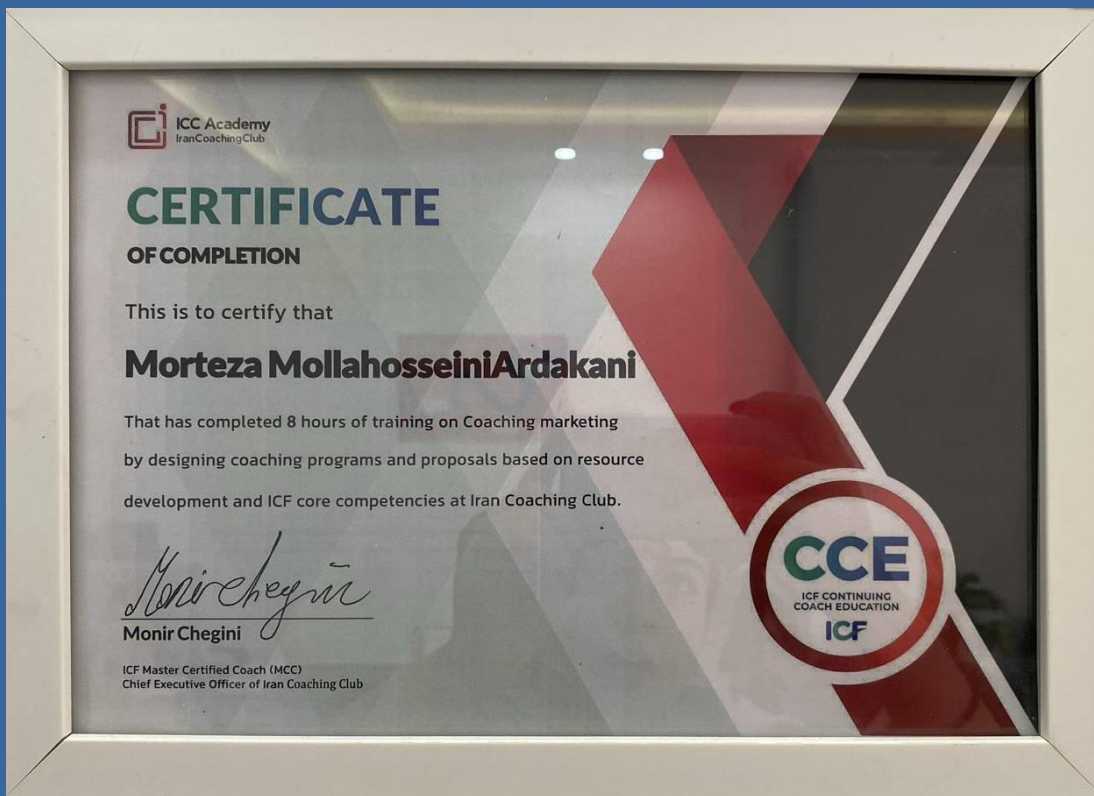 ICC Academy
IranCoachingClub
CERTIFICATE
OF COMPLETION
This is to certify that
Morteza MollahosseiniArdakani
That has completed 8 hours of training on Coaching marketing
by designing coaching programs and proposals based on resource
development and ICF core competencies at Iran Coaching Club.
Monir Chegini
Monir Chegini
ICF Master Certified Coach (MCC)
Chief Executive Officer of Iran Coaching Club
CCE
ICF CONTINUING
COACH EDUCATION
ICF